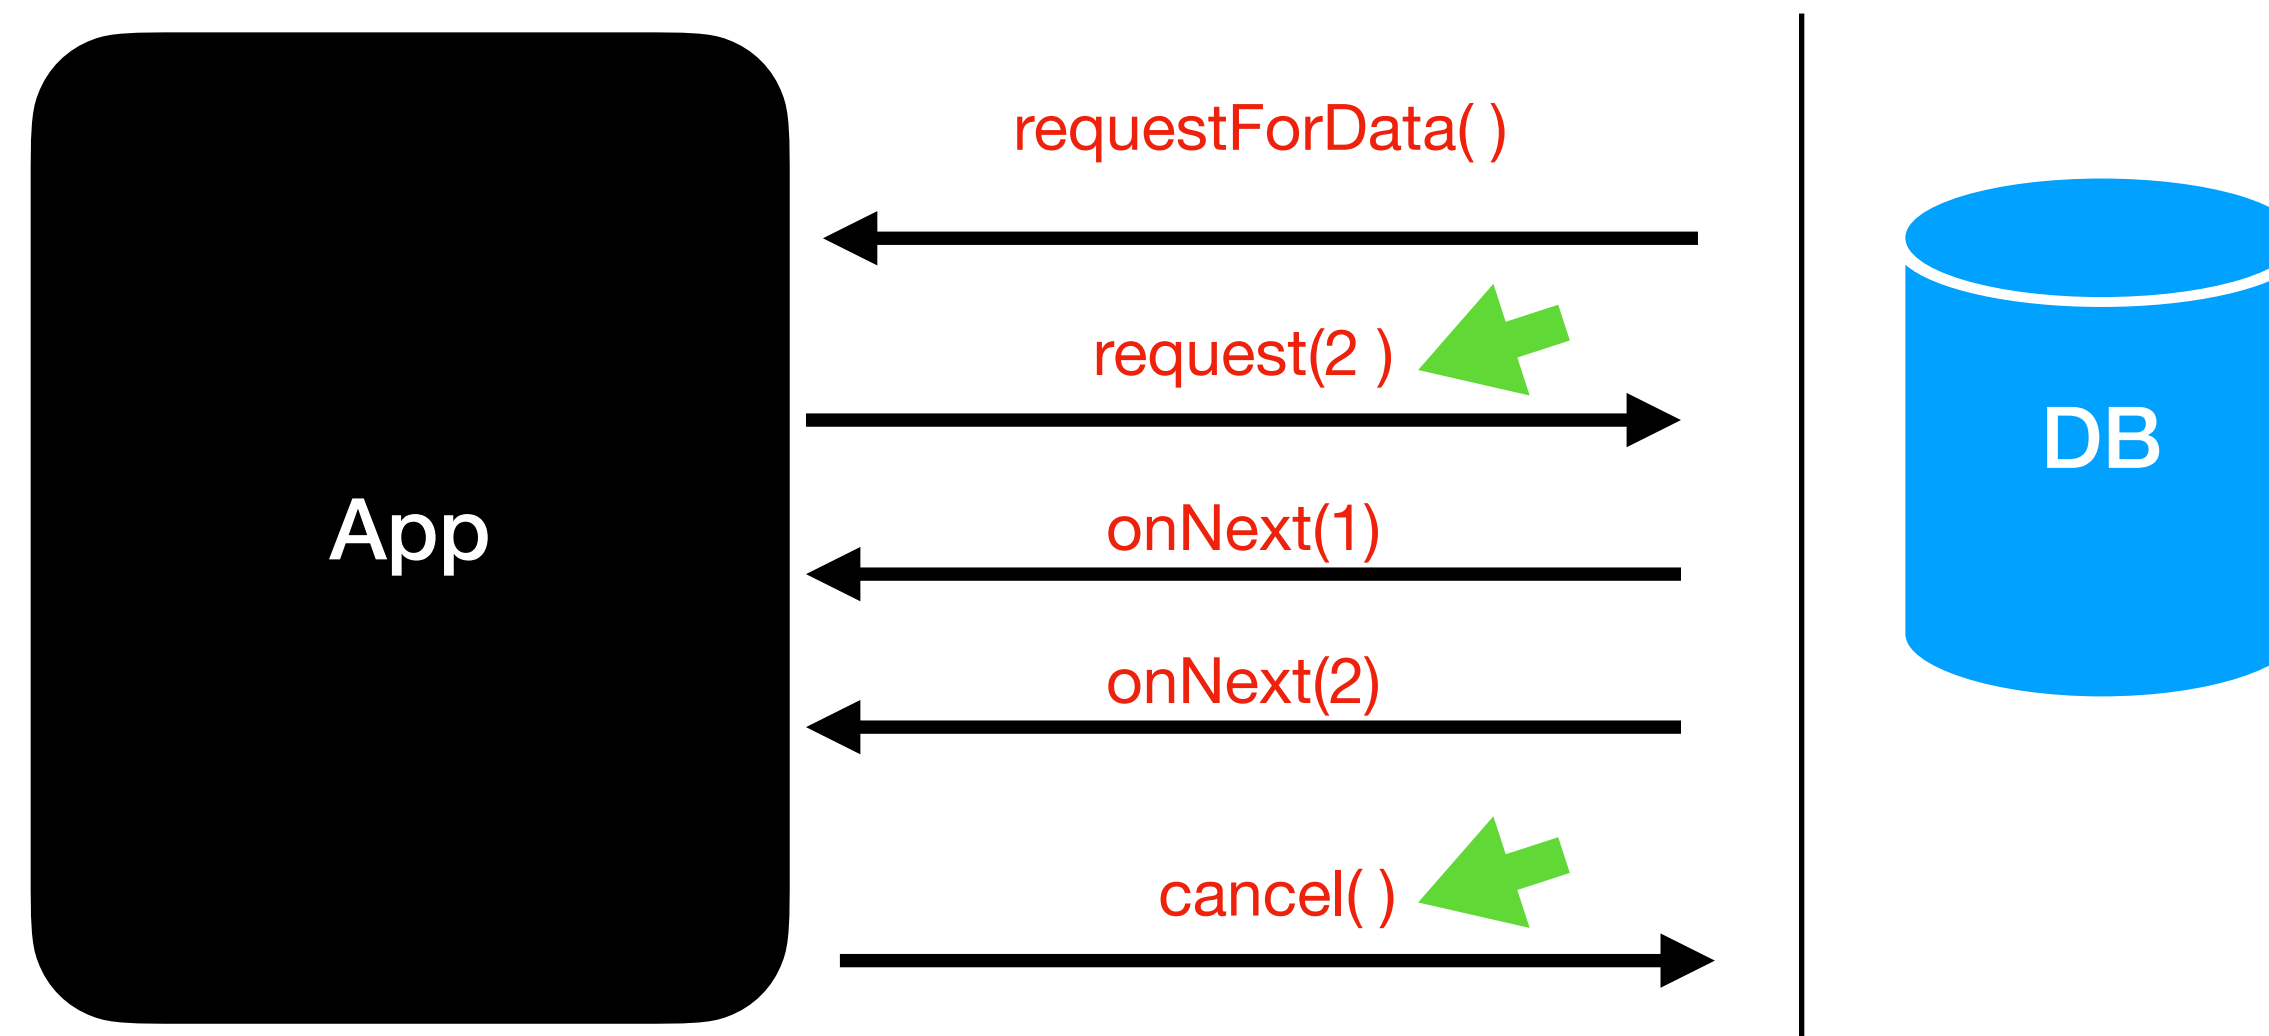 requestForData( )
request(2 )
onNext(1)
App
DB
onNext(2)
cancel( )